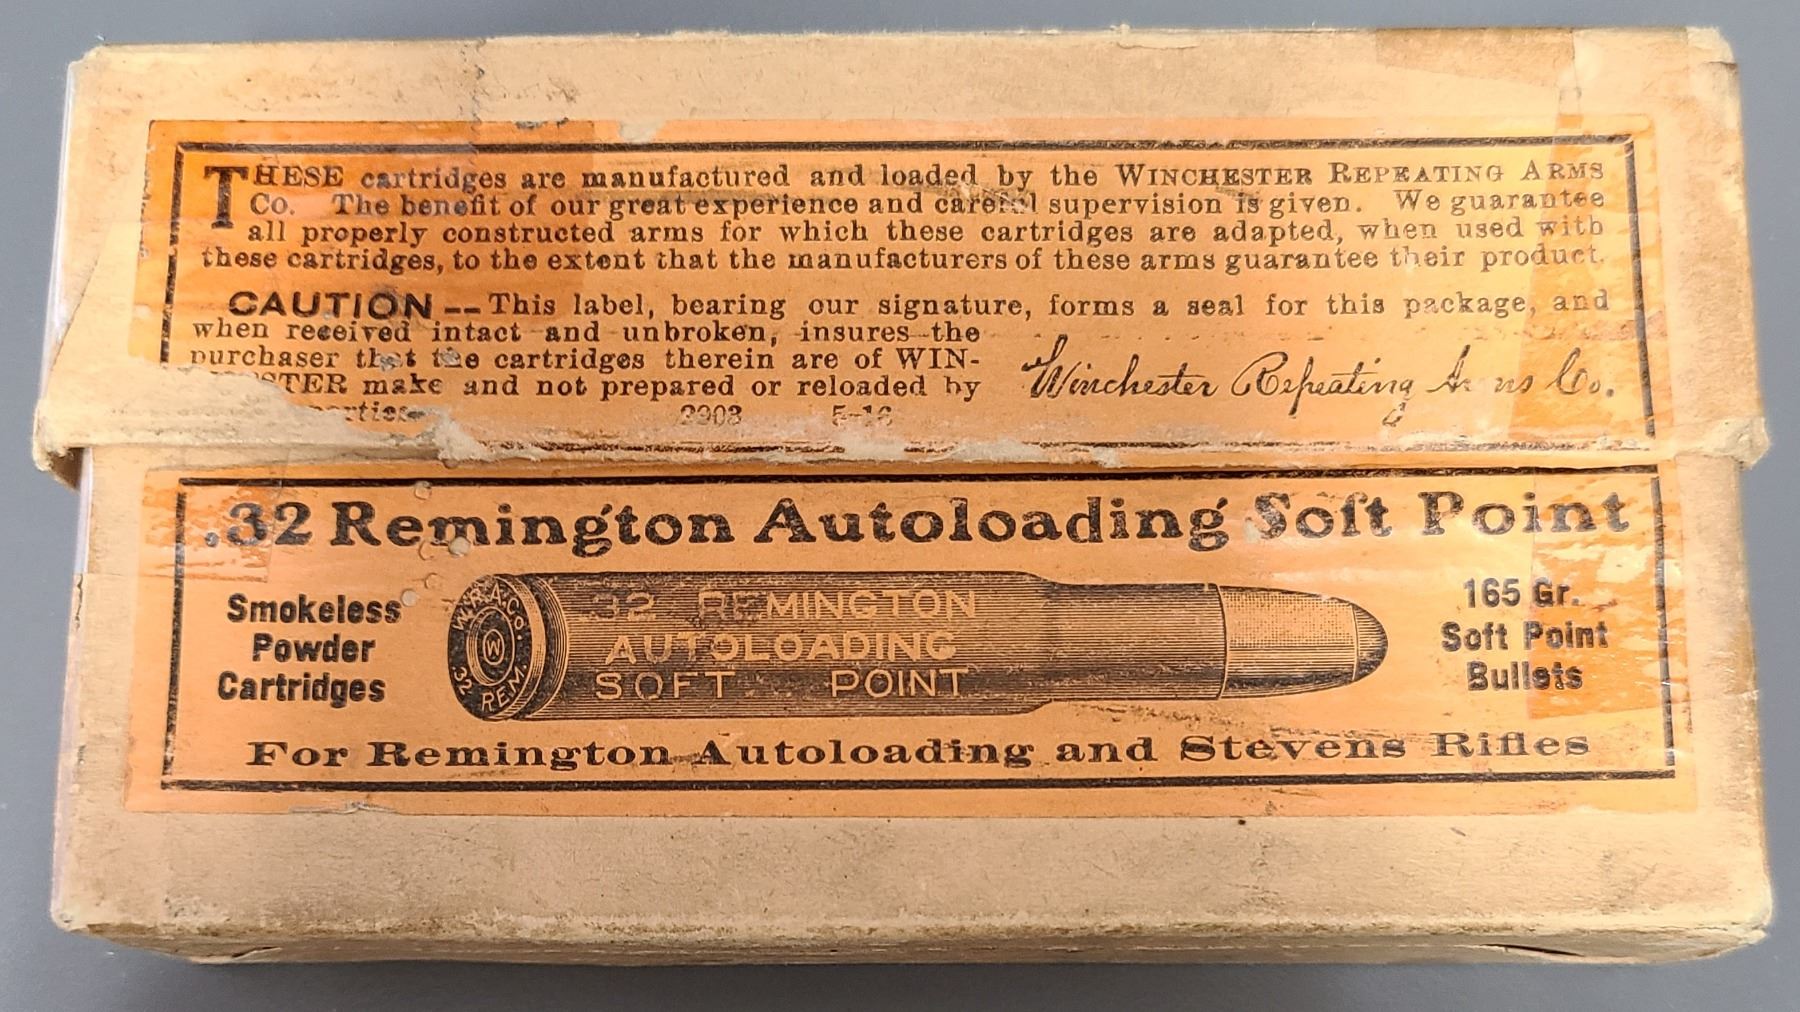 THESE cartridges are manufactured and loaded by the WINCHESTER REPEATING ARMS
Co. The benefit of our great experience and careful supervision is given. We guarantee
all properly constructed arms for which these cartridges are adapted, when used with
these cartridges, to the extent that the manufacturers of these arms guarantee their product.
CAUTION--This label, bearing our signature, forms a seal for this package, and
when received intact and unbroken, insures the
purchaser that the cartridges therein are of WIN-
STER make and not prepared or reloaded by
Winchester Repeating Arms Co.
.32 Remington Autoloading Soft Point
Smokeless
Powder
Cartridges
W.R.A.CO.
W
.32 REM.
.32 REMINGTON
AUTOLOADING
SOFT POINT
165 Gr.
Soft Point
Bullets
For Remington Autoloading and Stevens Rifles